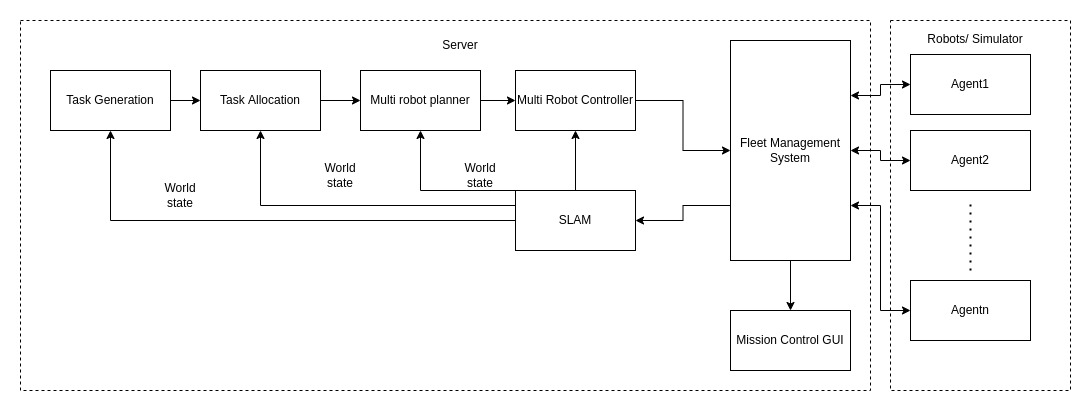 Server
Robots/ Simulator
Task Generation
Task Allocation
Multi robot planner
Multi Robot Controller
Fleet Management
System
Agent1
Agent2
World
state
World
state
World
state
SLAM
Mission Control GUI
Agentn